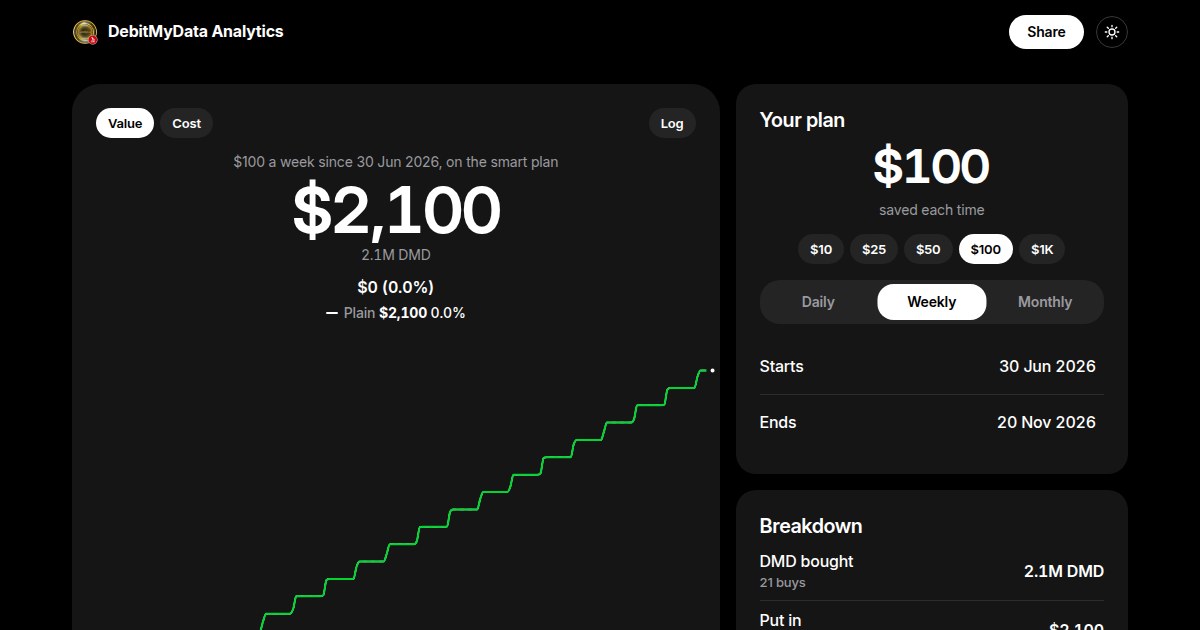 DebitMyData Analytics
Share
Value Cost Log
$100 a week since 30 Jun 2026, on the smart plan
$2,100
2.1M DMD
$0 (0.0%)
Plain $2,100 0.0%
Your plan
$100
saved each time
$10 $25 $50 $100 $1K
Daily Weekly Monthly
Starts 30 Jun 2026
Ends 20 Nov 2026
Breakdown
DMD bought 2.1M DMD
21 buys
Put in $2,100